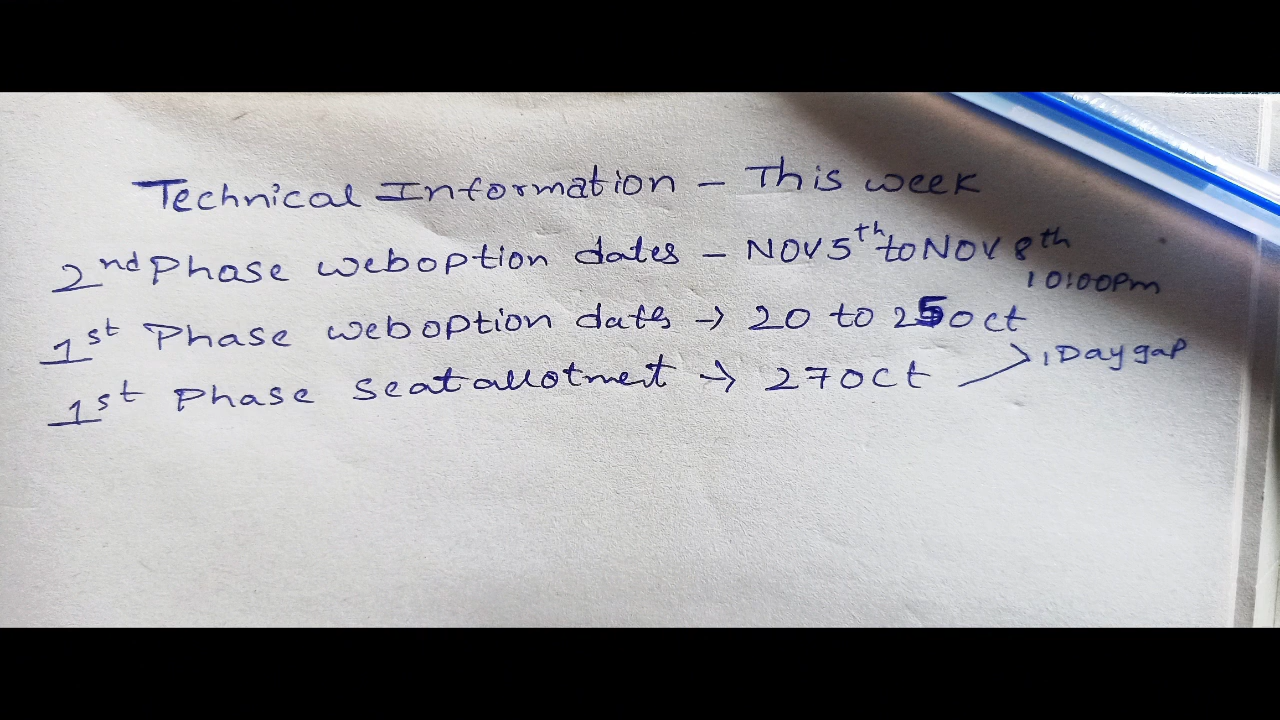 Technical Information - This week
2nd Phase weboption dates - NOV 5th to NOV 8th
10:00Pm
1st Phase weboption dates → 20 to 25 Oct
1 Day gap
1st Phase Seat allotment → 27 Oct